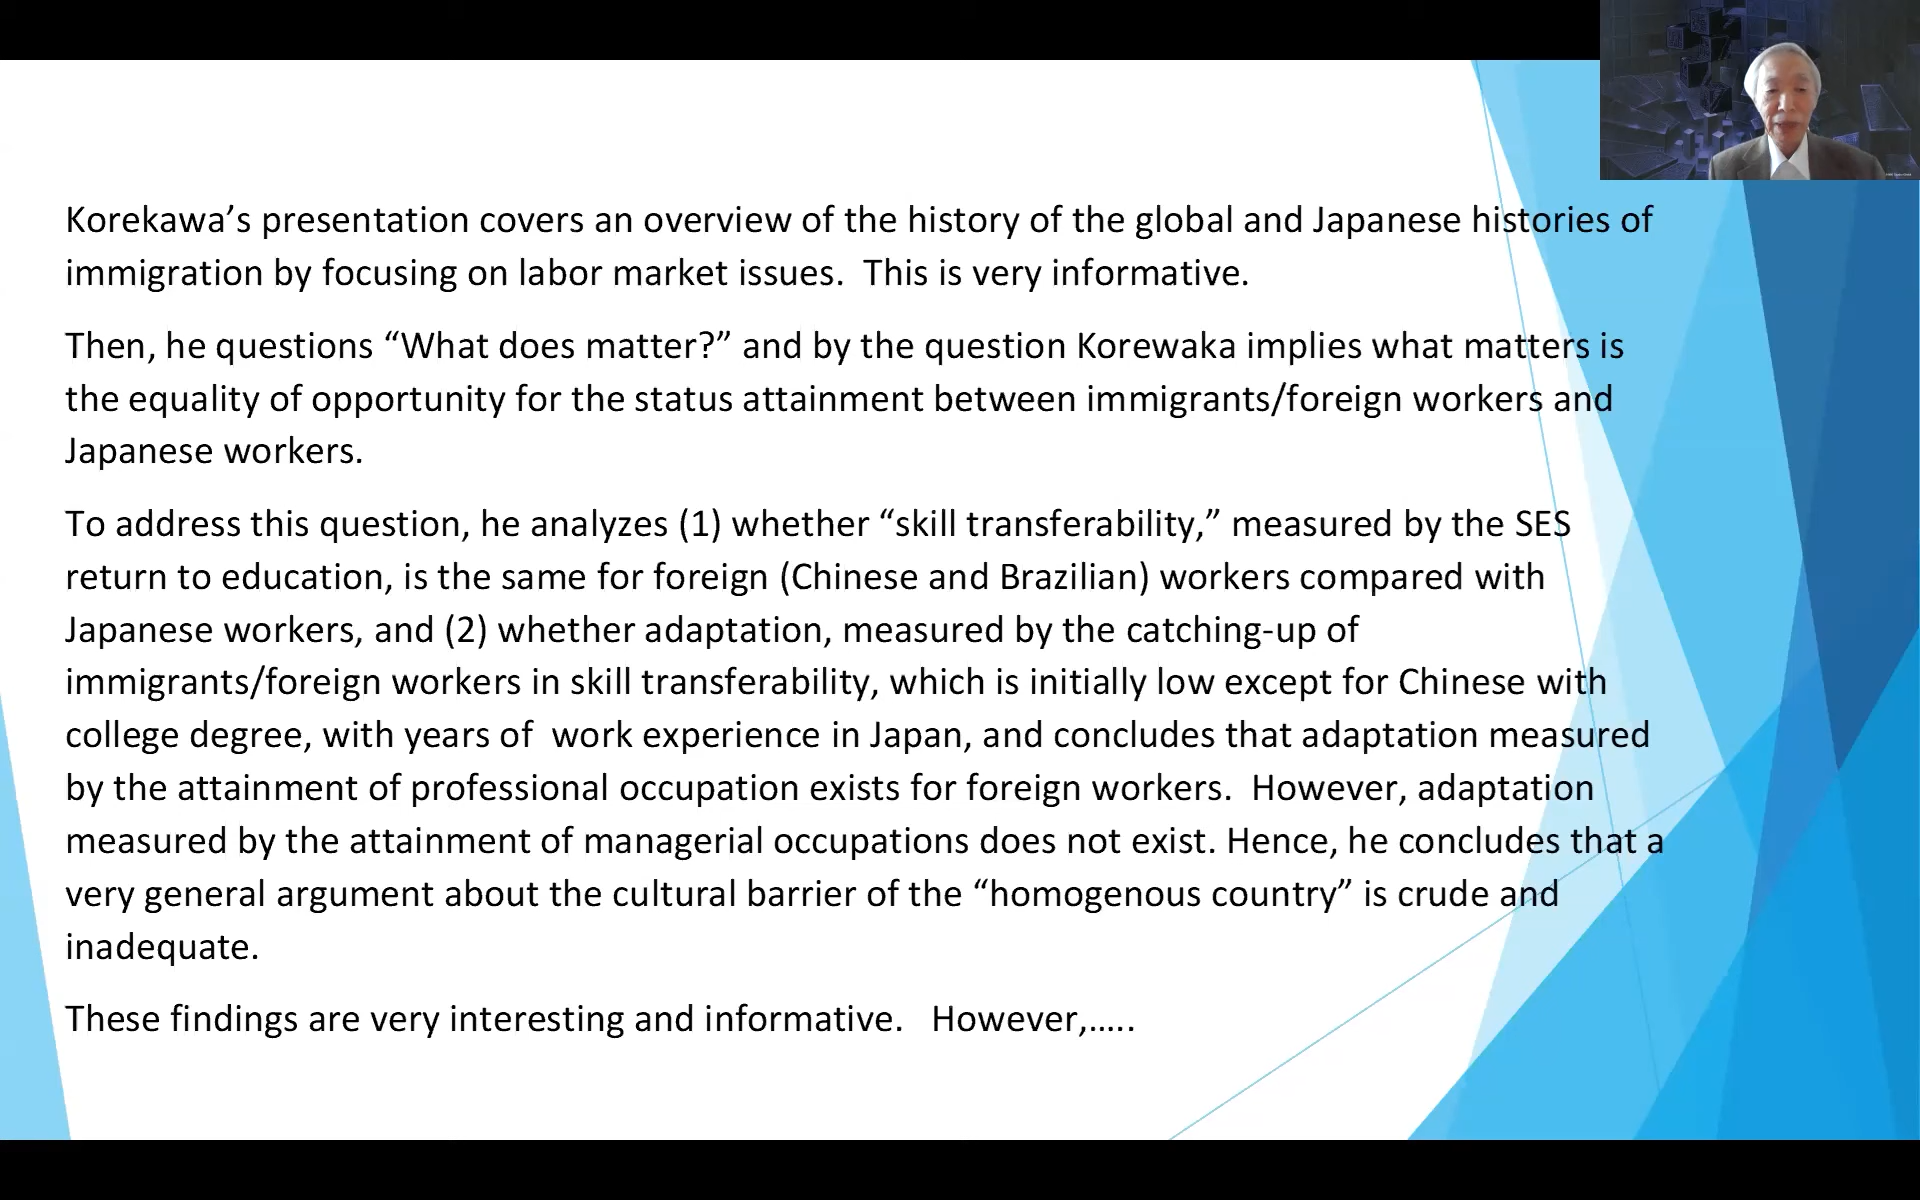 Korekawa’s presentation covers an overview of the history of the global and Japanese histories of
immigration by focusing on labor market issues.  This is very informative.
Then, he questions “What does matter?” and by the question Korewaka implies what matters is
the equality of opportunity for the status attainment between immigrants/foreign workers and
Japanese workers.
To address this question, he analyzes (1) whether “skill transferability,” measured by the SES
return to education, is the same for foreign (Chinese and Brazilian) workers compared with
Japanese workers, and (2) whether adaptation, measured by the catching-up of
immigrants/foreign workers in skill transferability, which is initially low except for Chinese with
college degree, with years of  work experience in Japan, and concludes that adaptation measured
by the attainment of professional occupation exists for foreign workers.  However, adaptation
measured by the attainment of managerial occupations does not exist. Hence, he concludes that a
very general argument about the cultural barrier of the “homogenous country” is crude and
inadequate.
These findings are very interesting and informative.   However,.....